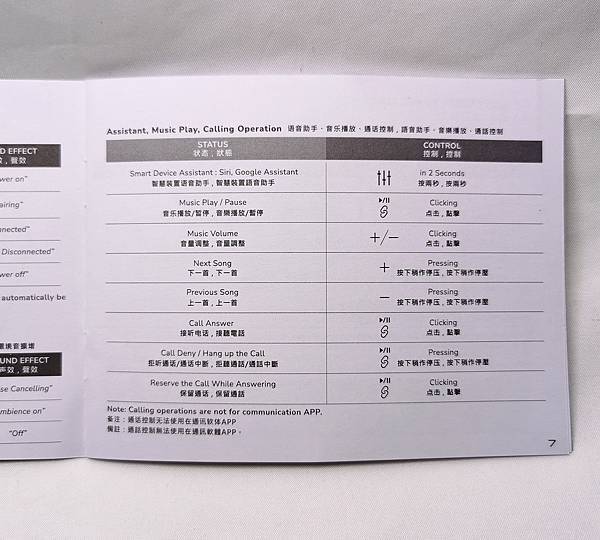 ND EFFECT
效 , 聲效
wer on"
airing"
nected"
Disconnected"
wer off"
automatically be
環境音擴增
UND EFFECT
声效 , 聲效
se Cancelling"
mbience on"
"Off"
Assistant, Music Play, Calling Operation 语音助手、音乐播放、通话控制 , 語音助手、音樂播放、通話控制
STATUS CONTROL
状态 , 狀態 控制 , 控制
Smart Device Assistant : Siri, Google Assistant in 2 Seconds
智慧裝置语音助手 , 智慧裝置語音助手 按兩秒 , 按兩秒
Music Play / Pause Clicking
音乐播放/暂停 , 音樂播放/暫停 点击 , 點擊
Music Volume +/− Clicking
音量调整 , 音量調整 点击 , 點擊
Next Song + Pressing
下一首 , 下一首 按下稍作停压 , 按下稍作停壓
Previous Song − Pressing
上一首 , 上一首 按下稍作停压 , 按下稍作停壓
Call Answer Clicking
接听电话 , 接聽電話 点击 , 點擊
Call Deny / Hang up the Call Pressing
拒听通话/通话中断 , 拒聽通話/通話中斷 按下稍作停压 , 按下稍作停壓
Reserve the Call While Answering Clicking
保留通话 , 保留通話 点击 , 點擊
Note: Calling operations are not for communication APP.
备注 : 通话控制无法使用在通讯软体APP
備註 : 通話控制無法使用在通訊軟體APP。
7